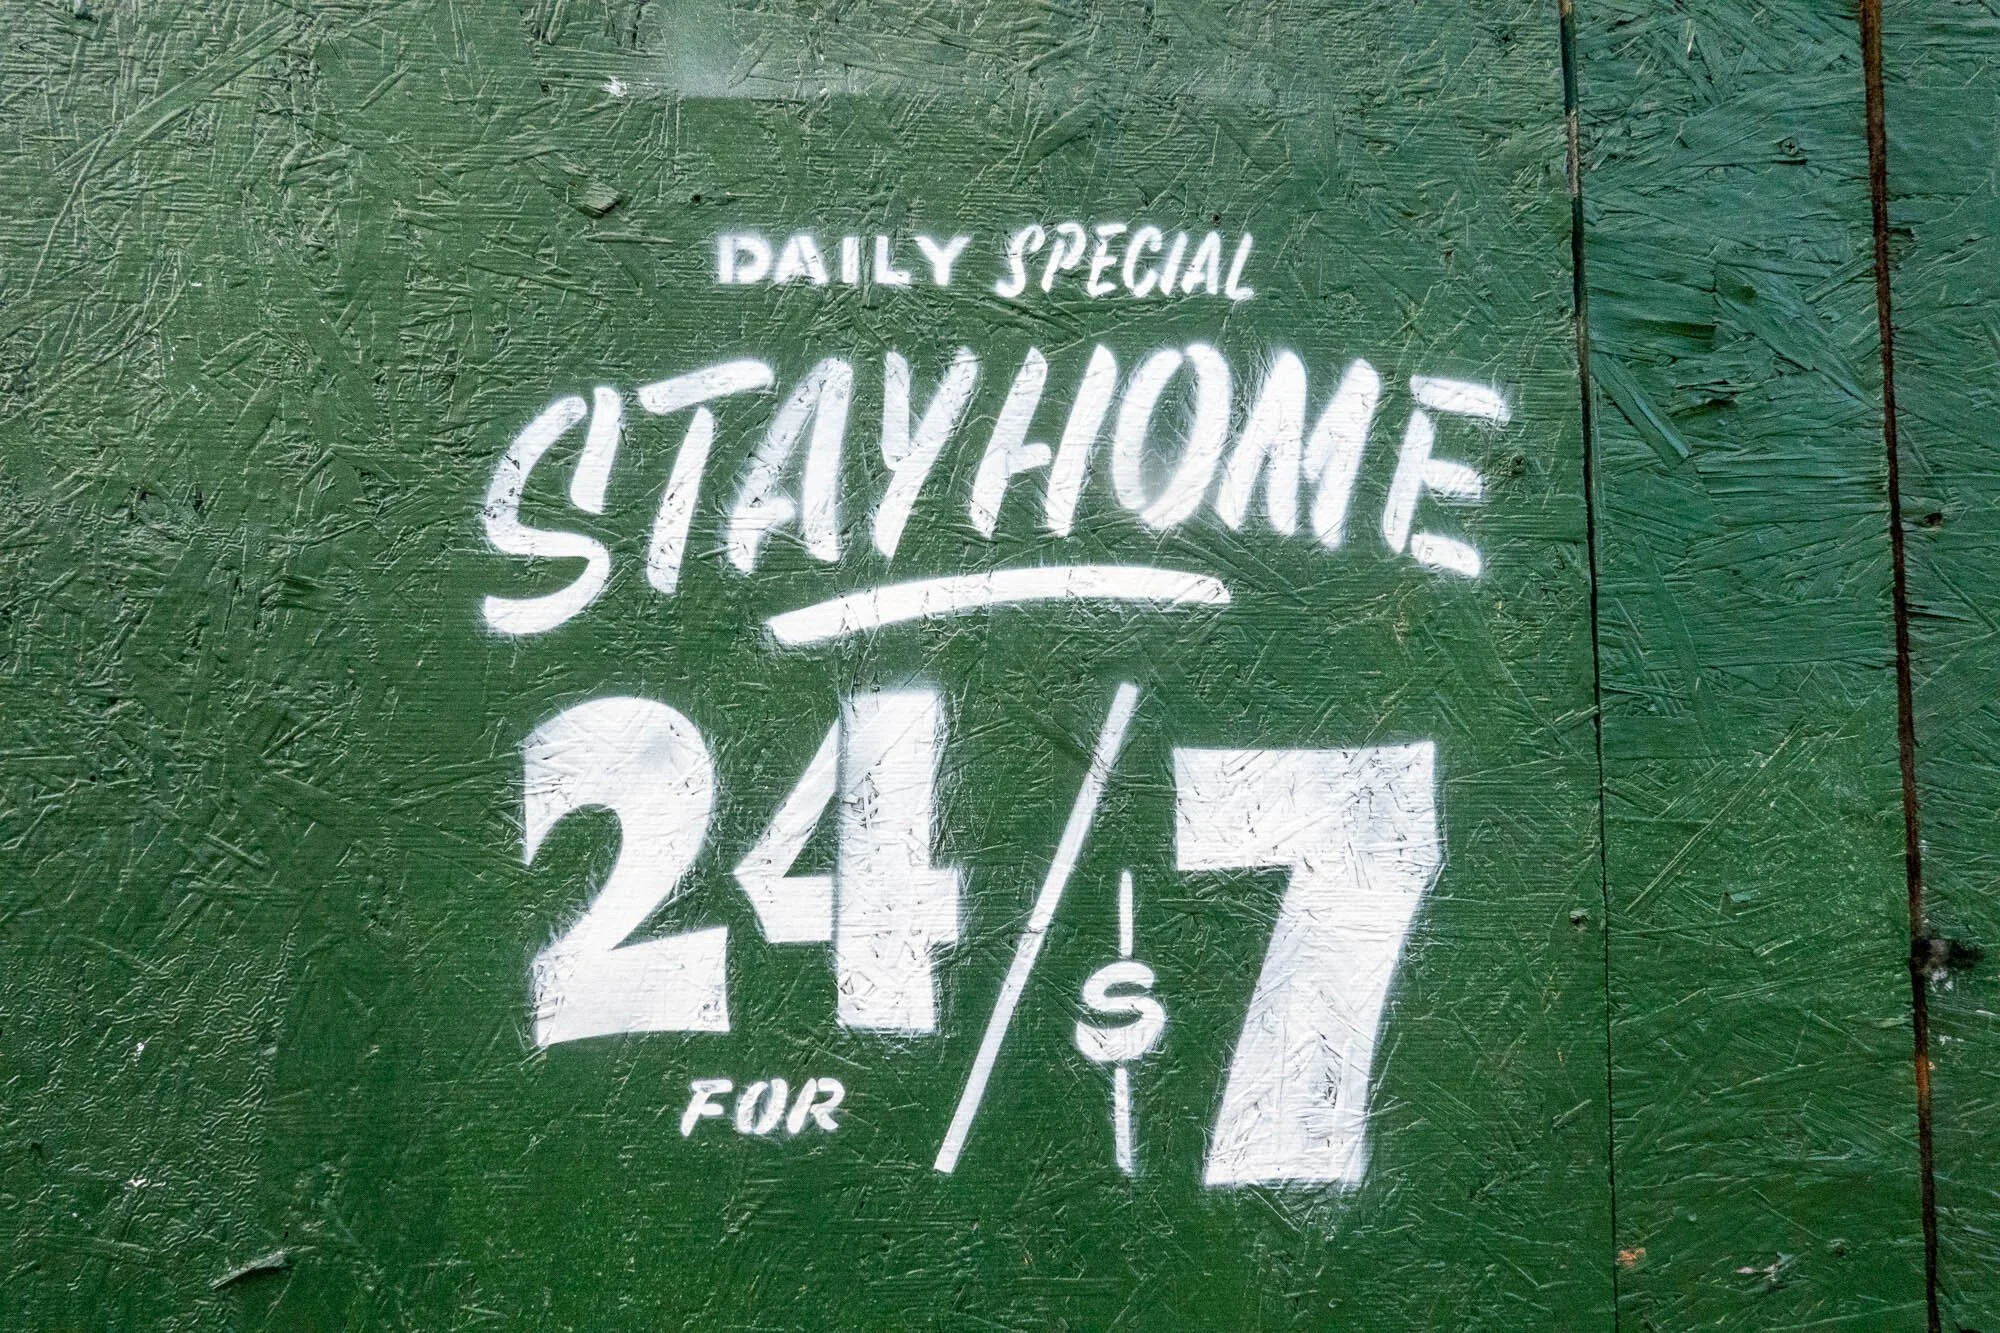 DAILY SPECIAL
STAYHOME
24/$7
FOR